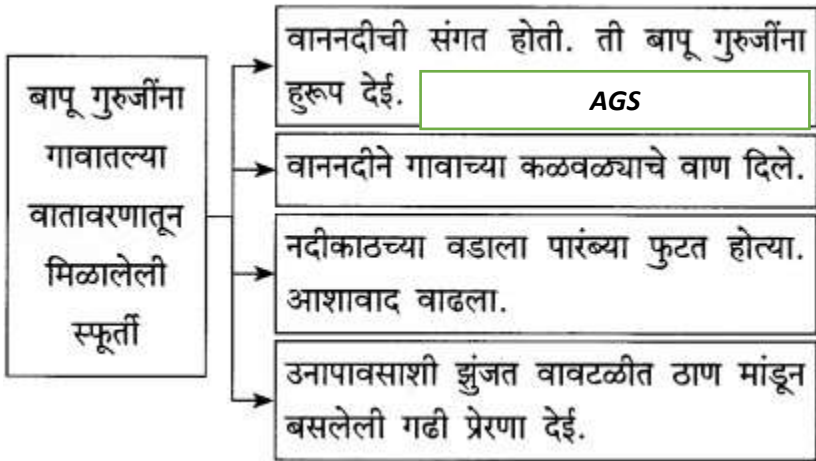 बापू गुरुजींना
गावातल्या
वातावरणातून
मिळालेली
स्फूर्ती
वाननदीची संगत होती. ती बापू गुरुजींना
हुरूप देई.
AGS
वाननदीने गावाच्या कळवळ्याचे वाण दिले.
नदीकाठच्या वडाला पारंब्या फुटत होत्या.
आशावाद वाढला.
उनापावसाशी झुंजत वावटळीत ठाण मांडून
बसलेली गढी प्रेरणा देई.